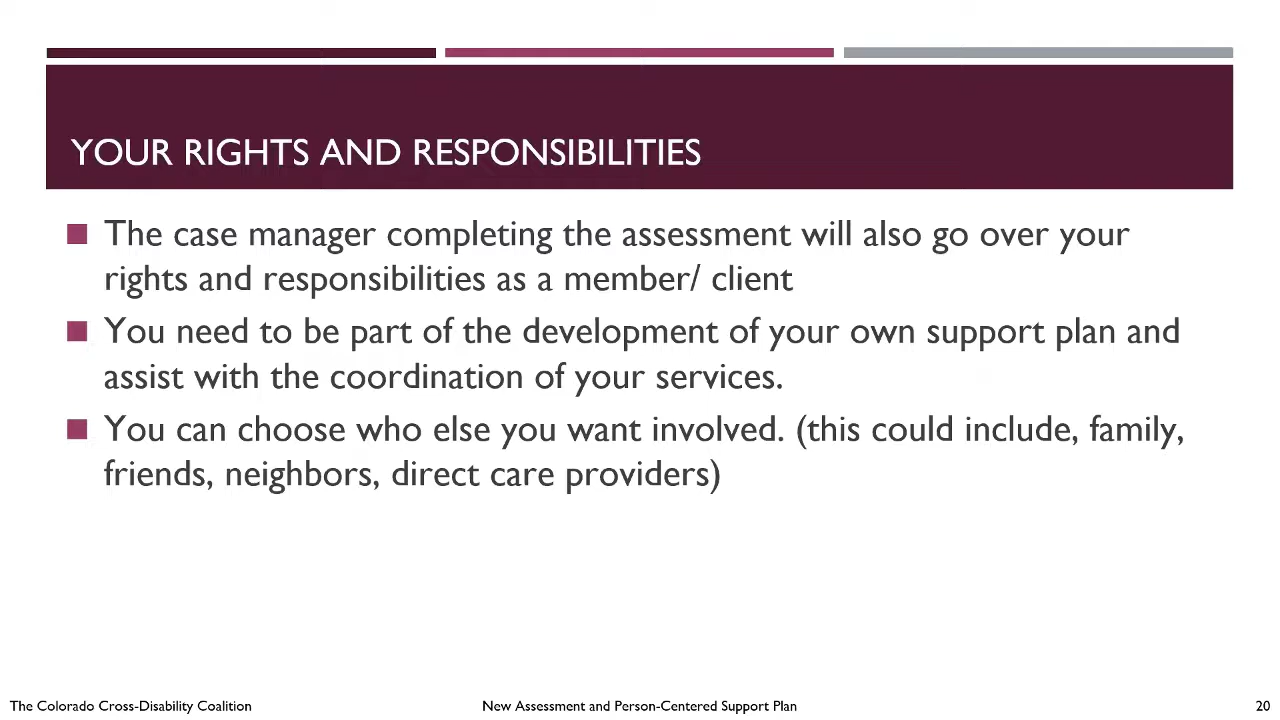 YOUR RIGHTS AND RESPONSIBILITIES
The case manager completing the assessment will also go over your
rights and responsibilities as a member/ client
You need to be part of the development of your own support plan and
assist with the coordination of your services.
You can choose who else you want involved. (this could include, family,
friends, neighbors, direct care providers)
The Colorado Cross-Disability Coalition
New Assessment and Person-Centered Support Plan
20